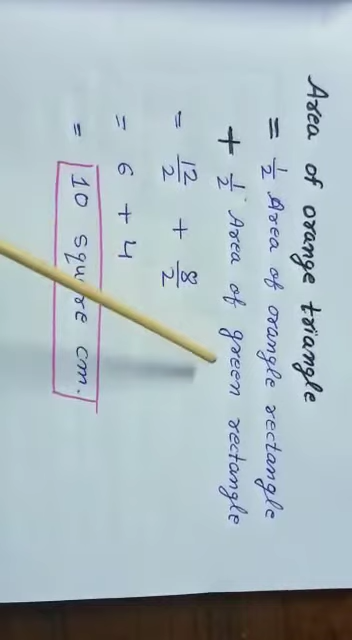 Area of orange triangle
= 1/2 Area of orangle rectangle
+ 1/2 Area of green rectangle
= 12/2 + 8/2
= 6 + 4
= 10 square cm.